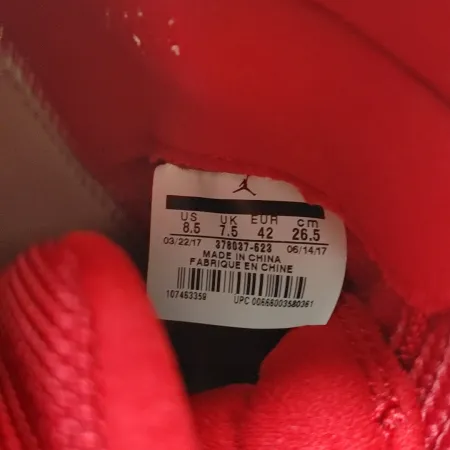 US UK EUR cm
8.5 7.5 42 26.5
03/22/17 378037-623 06/14/17
MADE IN CHINA
FABRIQUE EN CHINE
107463359 UPC 00666003580361